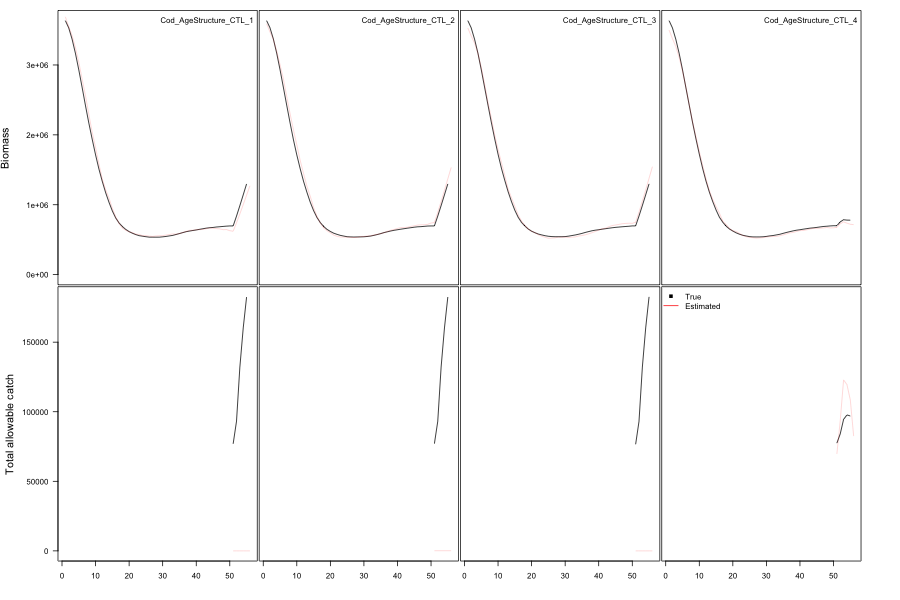 Cod_AgeStructure_CTL_1 Cod_AgeStructure_CTL_2 Cod_AgeStructure_CTL_3 Cod_AgeStructure_CTL_4
Biomass
3e+06
2e+06
1e+06
0e+00
True
Estimated
Total allowable catch
150000
100000
50000
0
0 10 20 30 40 50 0 10 20 30 40 50 0 10 20 30 40 50 0 10 20 30 40 50